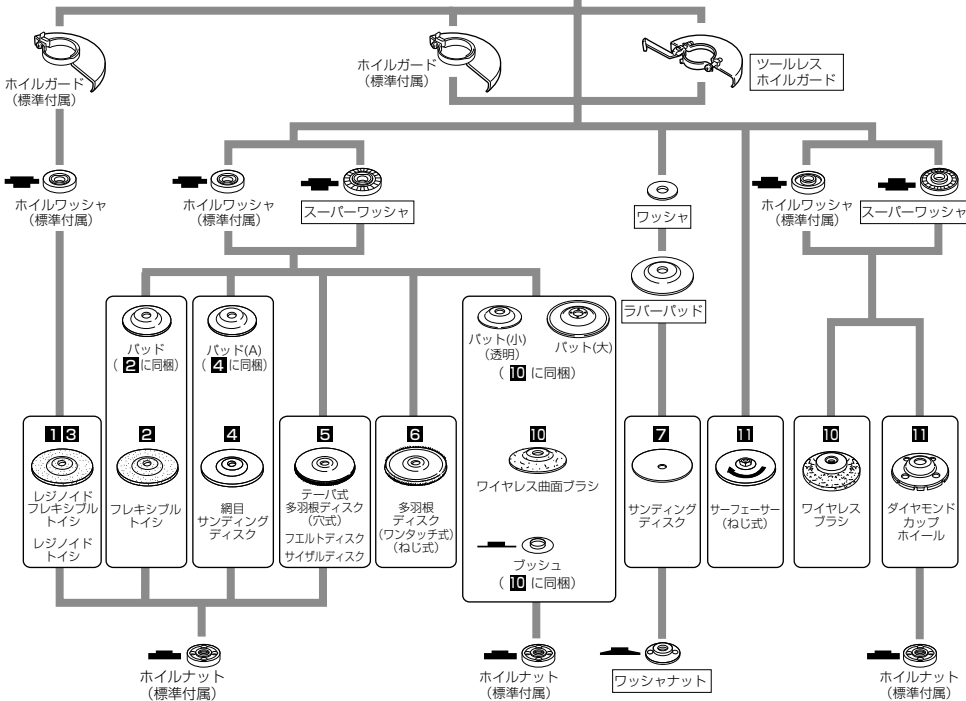 ホイルガード
(標準付属)
ホイルガード
(標準付属)
ツールレス
ホイルガード
ホイルワッシャ
(標準付属)
ホイルワッシャ
(標準付属)
スーパーワッシャ
ワッシャ
ホイルワッシャ
(標準付属)
スーパーワッシャ
ラバーパッド
パッド
(2に同梱)
パッド(A)
(4に同梱)
パット(小)
(透明)
パット(大)
(10に同梱)
1 3
レジノイド
フレキシブル
トイシ
レジノイド
トイシ
2
フレキシブル
トイシ
4
網目
サンディング
ディスク
5
テーパ式
多羽根ディスク
(穴式)
フエルトディスク
サイザルディスク
6
多羽根
ディスク
(ワンタッチ式)
(ねじ式)
10
ワイヤレス曲面ブラシ
ブッシュ
(10に同梱)
7
サンディング
ディスク
11
サーフェーサー
(ねじ式)
10
ワイヤレス
ブラシ
11
ダイヤモンド
カップ
ホイール
ホイルナット
(標準付属)
ホイルナット
(標準付属)
ワッシャナット
ホイルナット
(標準付属)